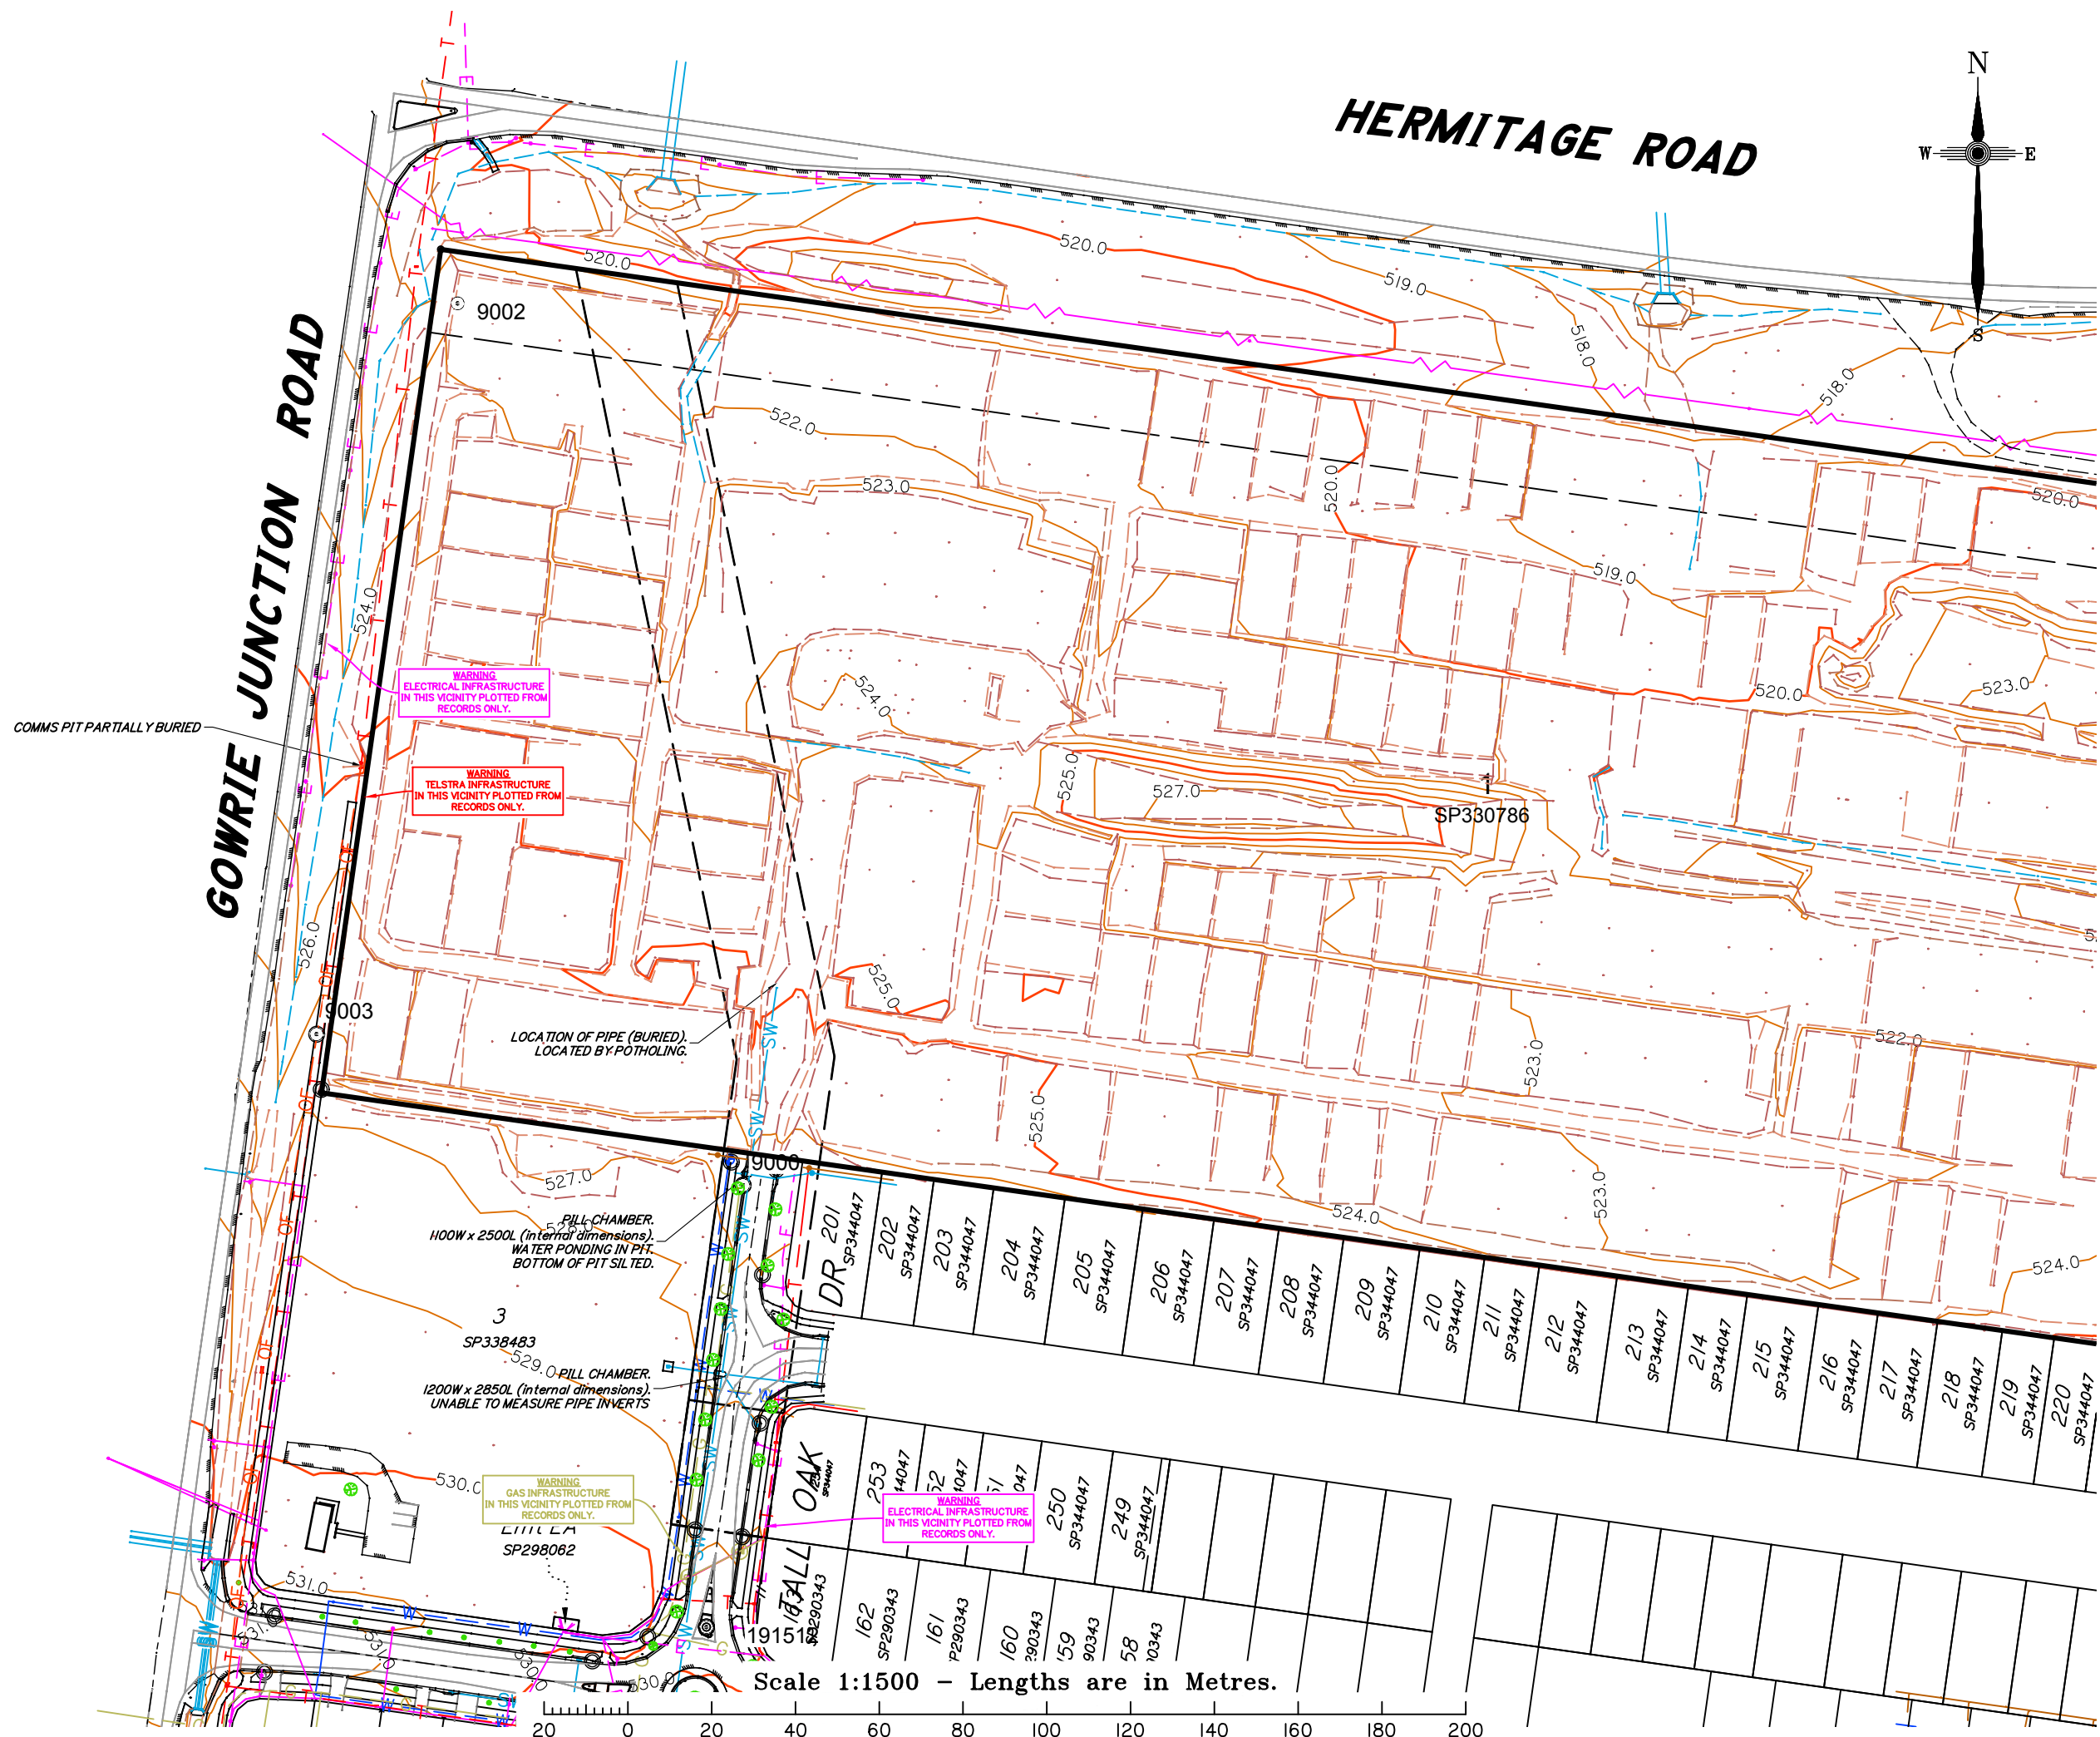 HERMITAGE ROAD
N
W
E
S
GOWRIE JUNCTION ROAD
9002
520.0
520.0
519.0
518.0
518.0
522.0
523.0
520.0
520.0
519.0
524.0
524.0
520.0
523.0
525.0
527.0
SP330786
WARNING
ELECTRICAL INFRASTRUCTURE
IN THIS VICINITY PLOTTED FROM
RECORDS ONLY.
COMMS PIT PARTIALLY BURIED
WARNING
TELSTRA INFRASTRUCTURE
IN THIS VICINITY PLOTTED FROM
RECORDS ONLY.
526.0
9003
525.0
LOCATION OF PIPE (BURIED).
LOCATED BY POTHOLING.
523.0
522.0
525.0
9000
527.0
528.0
524.0
523.0
524.0
PILL CHAMBER.
1100W x 2500L (internal dimensions).
WATER PONDING IN PIT.
BOTTOM OF PIT SILTED.
3
SP338483
529.0
PILL CHAMBER.
1200W x 2850L (internal dimensions).
UNABLE TO MEASURE PIPE INVERTS
TALL OAK DR
201
SP344047
202
SP344047
203
SP344047
204
SP344047
205
SP344047
206
SP344047
207
SP344047
208
SP344047
209
SP344047
210
SP344047
211
SP344047
212
SP344047
213
SP344047
214
SP344047
215
SP344047
216
SP344047
217
SP344047
218
SP344047
219
SP344047
220
SP344047
530.0
WARNING
GAS INFRASTRUCTURE
IN THIS VICINITY PLOTTED FROM
RECORDS ONLY.
SP298062
253
250
SP344047
249
SP344047
WARNING
ELECTRICAL INFRASTRUCTURE
IN THIS VICINITY PLOTTED FROM
RECORDS ONLY.
531.0
531.0
531.0
530.0
163
SP290343
162
SP290343
161
160
Scale 1:1500 – Lengths are in Metres.
20 0 20 40 60 80 100 120 140 160 180 200